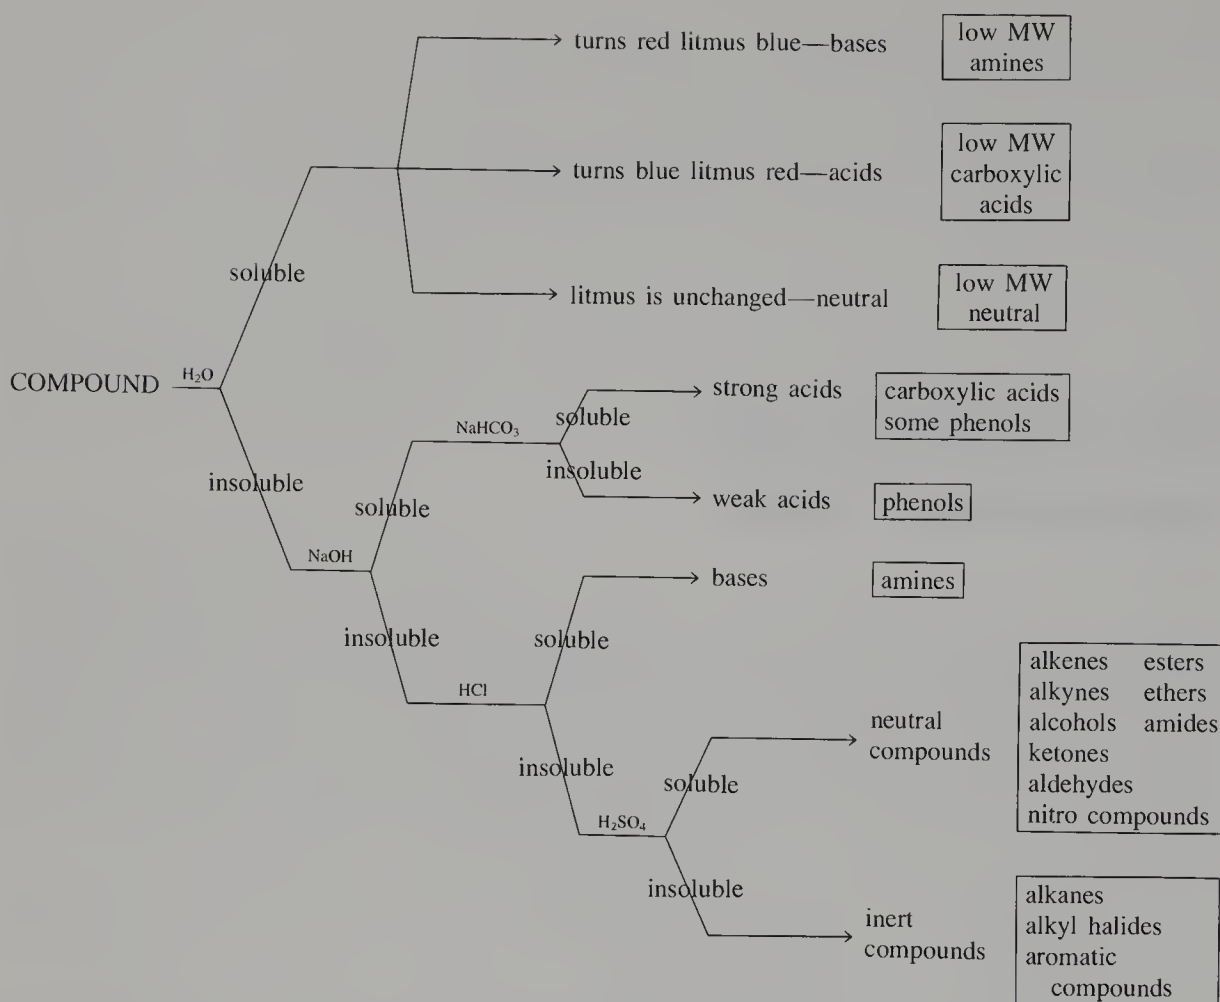 turns red litmus blue—bases
low MW
amines
turns blue litmus red—acids
low MW
carboxylic
acids
soluble
litmus is unchanged—neutral
low MW
neutral
COMPOUND
H₂O
strong acids
carboxylic acids
some phenols
soluble
NaHCO₃
insoluble
insoluble
weak acids
phenols
soluble
NaOH
bases
amines
insoluble
soluble
HCl
alkenes esters
alkynes ethers
alcohols amides
ketones
aldehydes
nitro compounds
neutral
compounds
insoluble
soluble
H₂SO₄
insoluble
inert
compounds
alkanes
alkyl halides
aromatic
compounds